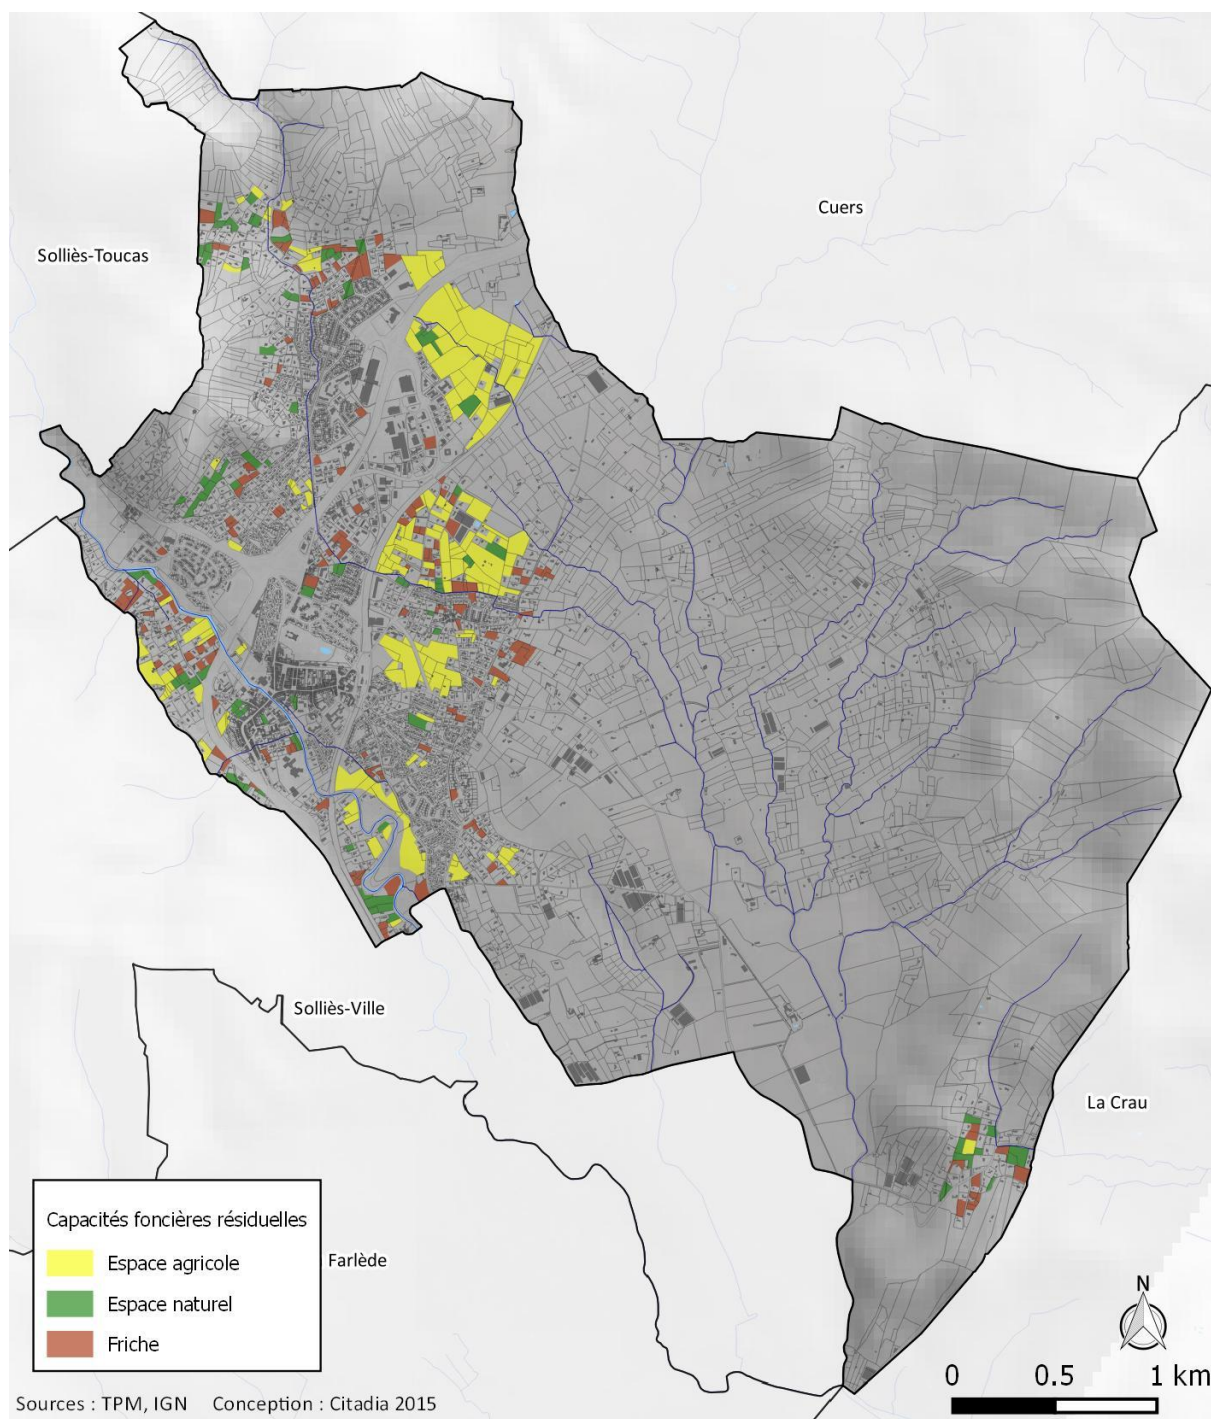 Cuers
Solliès-Toucas
Solliès-Ville
La Crau
Capacités foncières résiduelles
Espace agricole
Farlède
Espace naturel
Friche
N
0 0.5 1 km
Sources : TPM, IGN Conception : Citadia 2015